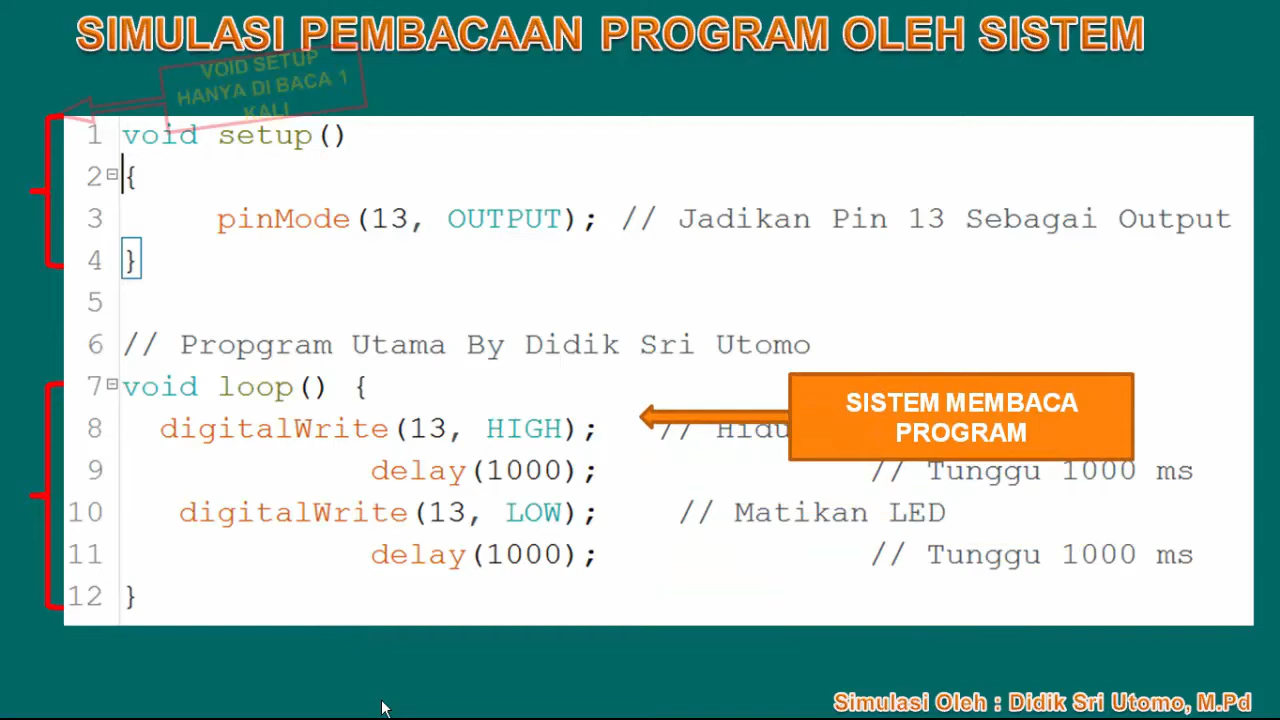 SIMULASI PEMBACAAN PROGRAM OLEH SISTEM
VOID SETUP
HANYA DI BACA 1
KALI
1 void setup()
2 {
3 pinMode(13, OUTPUT); // Jadikan Pin 13 Sebagai Output
4 }
5
6 // Propgram Utama By Didik Sri Utomo
7 void loop() {
8 digitalWrite(13, HIGH); //
SISTEM MEMBACA
PROGRAM
9 delay(1000); // Tunggu 1000 ms
10 digitalWrite(13, LOW); // Matikan LED
11 delay(1000); // Tunggu 1000 ms
12 }
Simulasi Oleh : Didik Sri Utomo, M.Pd